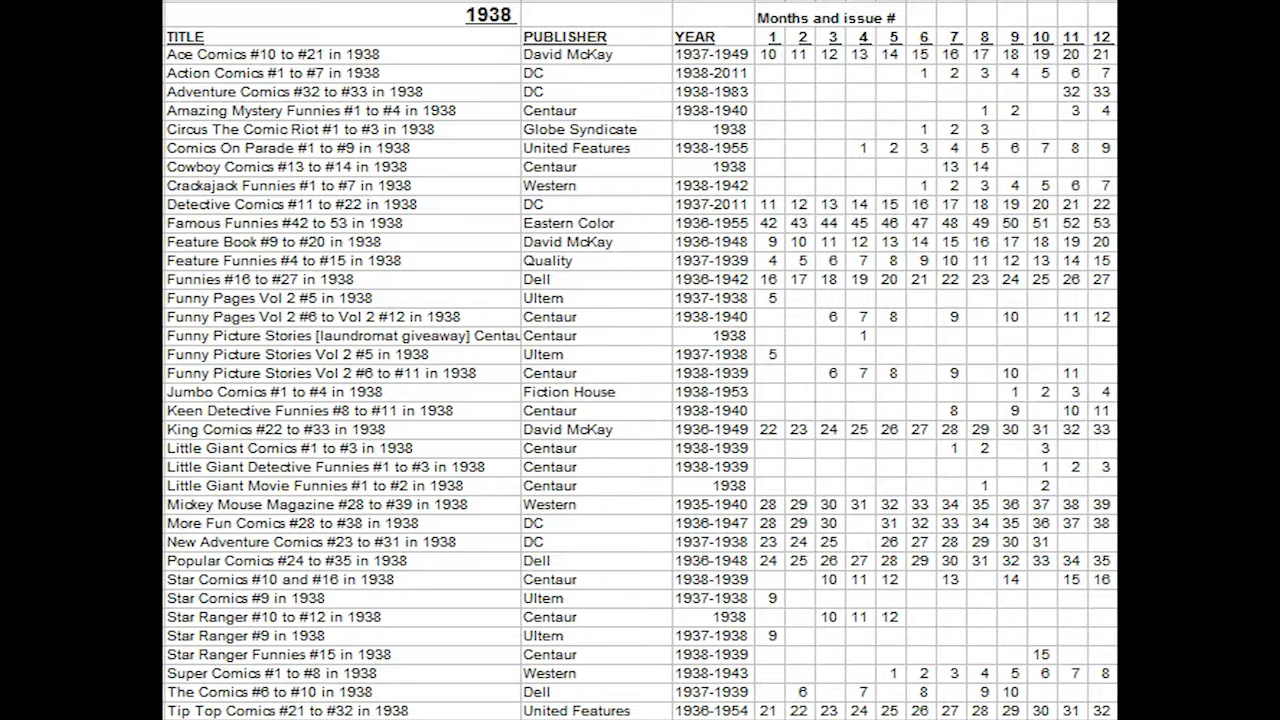 1938 Months and issue #
TITLE PUBLISHER YEAR 1 2 3 4 5 6 7 8 9 10 11 12
Ace Comics #10 to #21 in 1938 David McKay 1937-1949 10 11 12 13 14 15 16 17 18 19 20 21
Action Comics #1 to #7 in 1938 DC 1938-2011 1 2 3 4 5 6 7
Adventure Comics #32 to #33 in 1938 DC 1938-1983 32 33
Amazing Mystery Funnies #1 to #4 in 1938 Centaur 1938-1940 1 2 3 4
Circus The Comic Riot #1 to #3 in 1938 Globe Syndicate 1938 1 2 3
Comics On Parade #1 to #9 in 1938 United Features 1938-1955 1 2 3 4 5 6 7 8 9
Cowboy Comics #13 to #14 in 1938 Centaur 1938 13 14
Crackajack Funnies #1 to #7 in 1938 Western 1938-1942 1 2 3 4 5 6 7
Detective Comics #11 to #22 in 1938 DC 1937-2011 11 12 13 14 15 16 17 18 19 20 21 22
Famous Funnies #42 to 53 in 1938 Eastern Color 1936-1955 42 43 44 45 46 47 48 49 50 51 52 53
Feature Book #9 to #20 in 1938 David McKay 1936-1948 9 10 11 12 13 14 15 16 17 18 19 20
Feature Funnies #4 to #15 in 1938 Quality 1937-1939 4 5 6 7 8 9 10 11 12 13 14 15
Funnies #16 to #27 in 1938 Dell 1936-1942 16 17 18 19 20 21 22 23 24 25 26 27
Funny Pages Vol 2 #5 in 1938 Ultem 1937-1938 5
Funny Pages Vol 2 #6 to Vol 2 #12 in 1938 Centaur 1938-1940 6 7 8 9 10 11 12
Funny Picture Stories [laundromat giveaway] Centau Centaur 1938 1
Funny Picture Stories Vol 2 #5 in 1938 Ultem 1937-1938 5
Funny Picture Stories Vol 2 #6 to #11 in 1938 Centaur 1938-1939 6 7 8 9 10 11
Jumbo Comics #1 to #4 in 1938 Fiction House 1938-1953 1 2 3 4
Keen Detective Funnies #8 to #11 in 1938 Centaur 1938-1940 8 9 10 11
King Comics #22 to #33 in 1938 David McKay 1936-1949 22 23 24 25 26 27 28 29 30 31 32 33
Little Giant Comics #1 to #3 in 1938 Centaur 1938-1939 1 2 3
Little Giant Detective Funnies #1 to #3 in 1938 Centaur 1938-1939 1 2 3
Little Giant Movie Funnies #1 to #2 in 1938 Centaur 1938 1 2
Mickey Mouse Magazine #28 to #39 in 1938 Western 1935-1940 28 29 30 31 32 33 34 35 36 37 38 39
More Fun Comics #28 to #38 in 1938 DC 1936-1947 28 29 30 31 32 33 34 35 36 37 38
New Adventure Comics #23 to #31 in 1938 DC 1937-1938 23 24 25 26 27 28 29 30 31
Popular Comics #24 to #35 in 1938 Dell 1936-1948 24 25 26 27 28 29 30 31 32 33 34 35
Star Comics #10 and #16 in 1938 Centaur 1938-1939 10 11 12 13 14 15 16
Star Comics #9 in 1938 Ultem 1937-1938 9
Star Ranger #10 to #12 in 1938 Centaur 1938 10 11 12
Star Ranger #9 in 1938 Ultem 1937-1938 9
Star Ranger Funnies #15 in 1938 Centaur 1938-1939 15
Super Comics #1 to #8 in 1938 Western 1938-1943 1 2 3 4 5 6 7 8
The Comics #6 to #10 in 1938 Dell 1937-1939 6 7 8 9 10
Tip Top Comics #21 to #32 in 1938 United Features 1936-1954 21 22 23 24 25 26 27 28 29 30 31 32